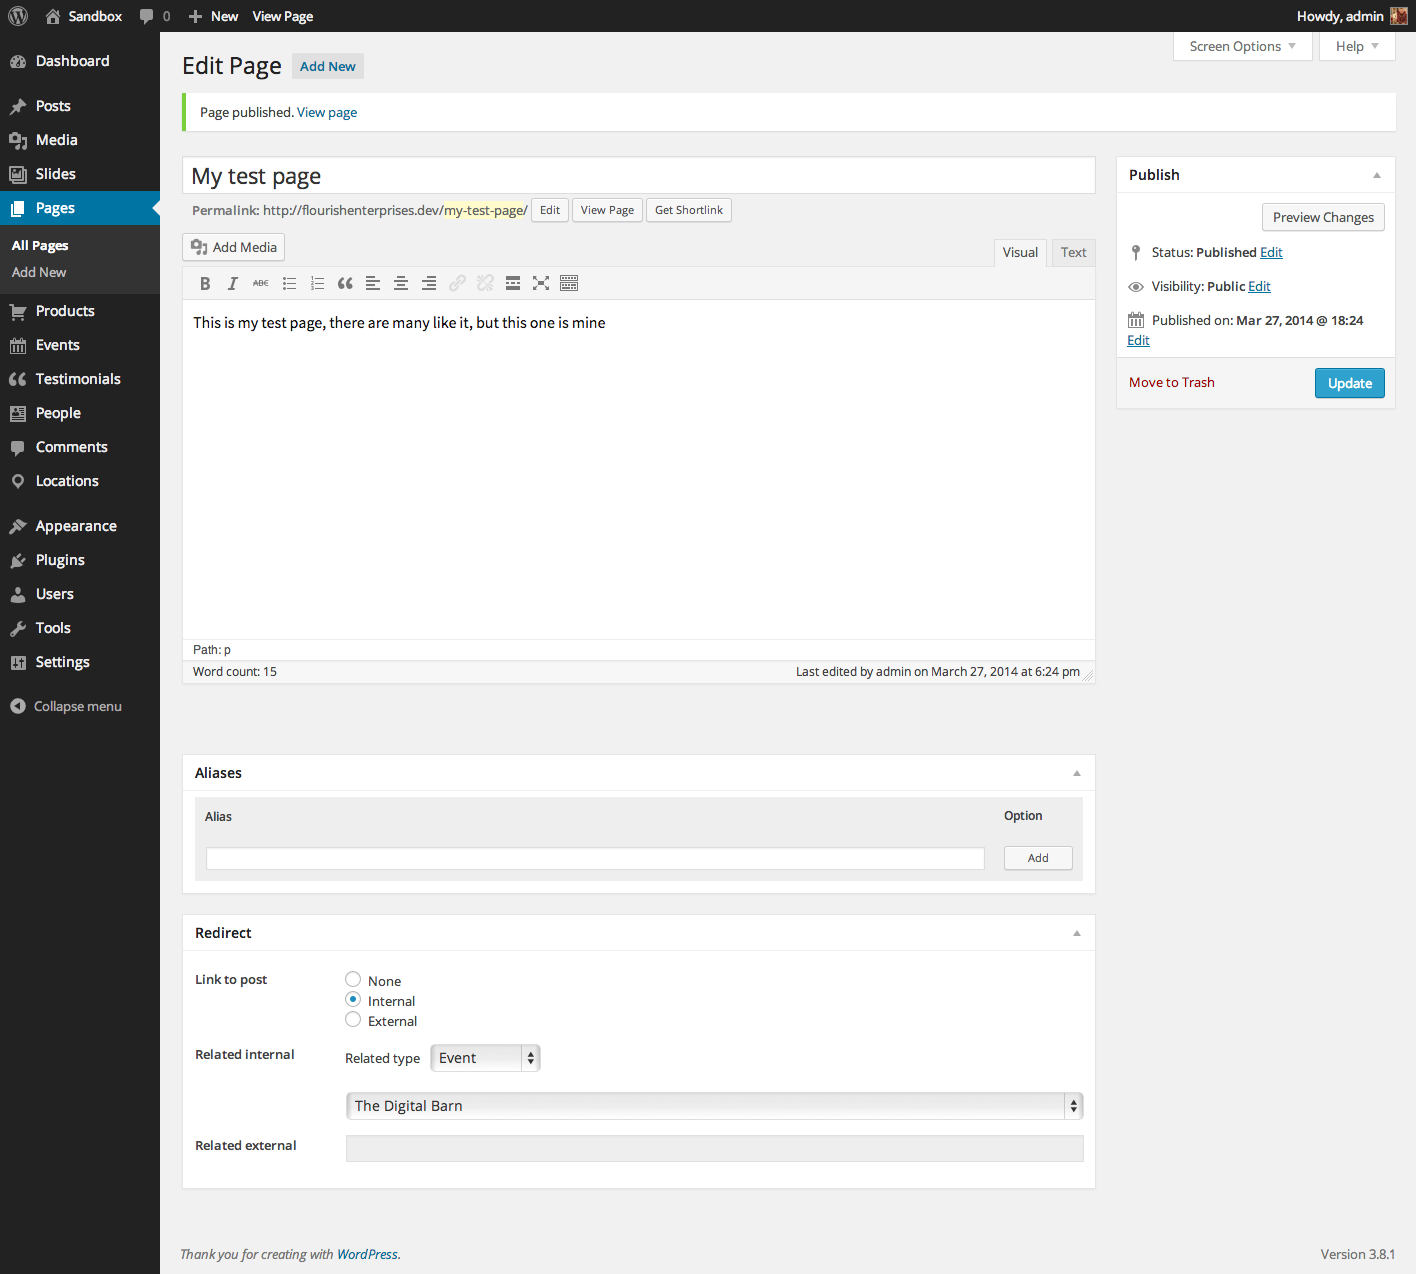 Sandbox 0 New View Page Howdy, admin
Dashboard
Posts
Media
Slides
Pages
All Pages
Add New
Products
Events
Testimonials
People
Comments
Locations
Appearance
Plugins
Users
Tools
Settings
Collapse menu
Screen Options Help
Edit Page Add New
Page published. View page
My test page
Permalink: http://flourishenterprises.dev/my-test-page/ Edit View Page Get Shortlink
Add Media
Visual Text
B I ABC
This is my test page, there are many like it, but this one is mine
Path: p
Word count: 15 Last edited by admin on March 27, 2014 at 6:24 pm
Publish
Preview Changes
Status: Published Edit
Visibility: Public Edit
Published on: Mar 27, 2014 @ 18:24
Edit
Move to Trash Update
Aliases
Alias Option
Add
Redirect
Link to post None
Internal
External
Related internal Related type Event
The Digital Barn
Related external
Thank you for creating with WordPress. Version 3.8.1